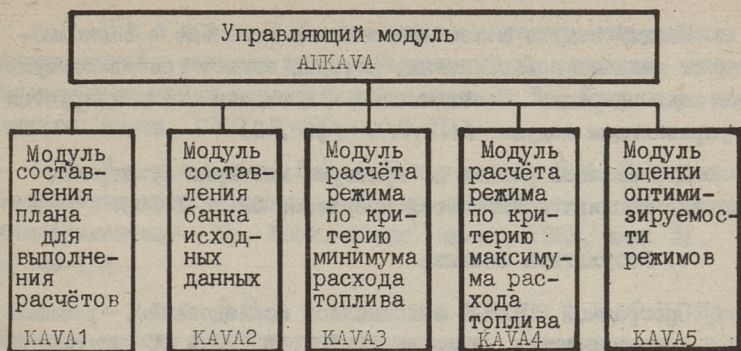 Управляющий модуль
ANKAVA
Модуль
состав-
ления
плана
для
выполне-
ния
расчётов
KAVA1
Модуль
состав-
ления
банка
исход-
ных
данных
KAVA2
Модуль
расчёта
режима
по кри-
терию
минимума
расхода
топлива
KAVA3
Модуль
расчёта
режима
по кри-
терию
максиму-
ма рас-
хода
топлива
KAVA4
Модуль
оценки
оптими-
зируемос-
ти
режимов
KAVA5